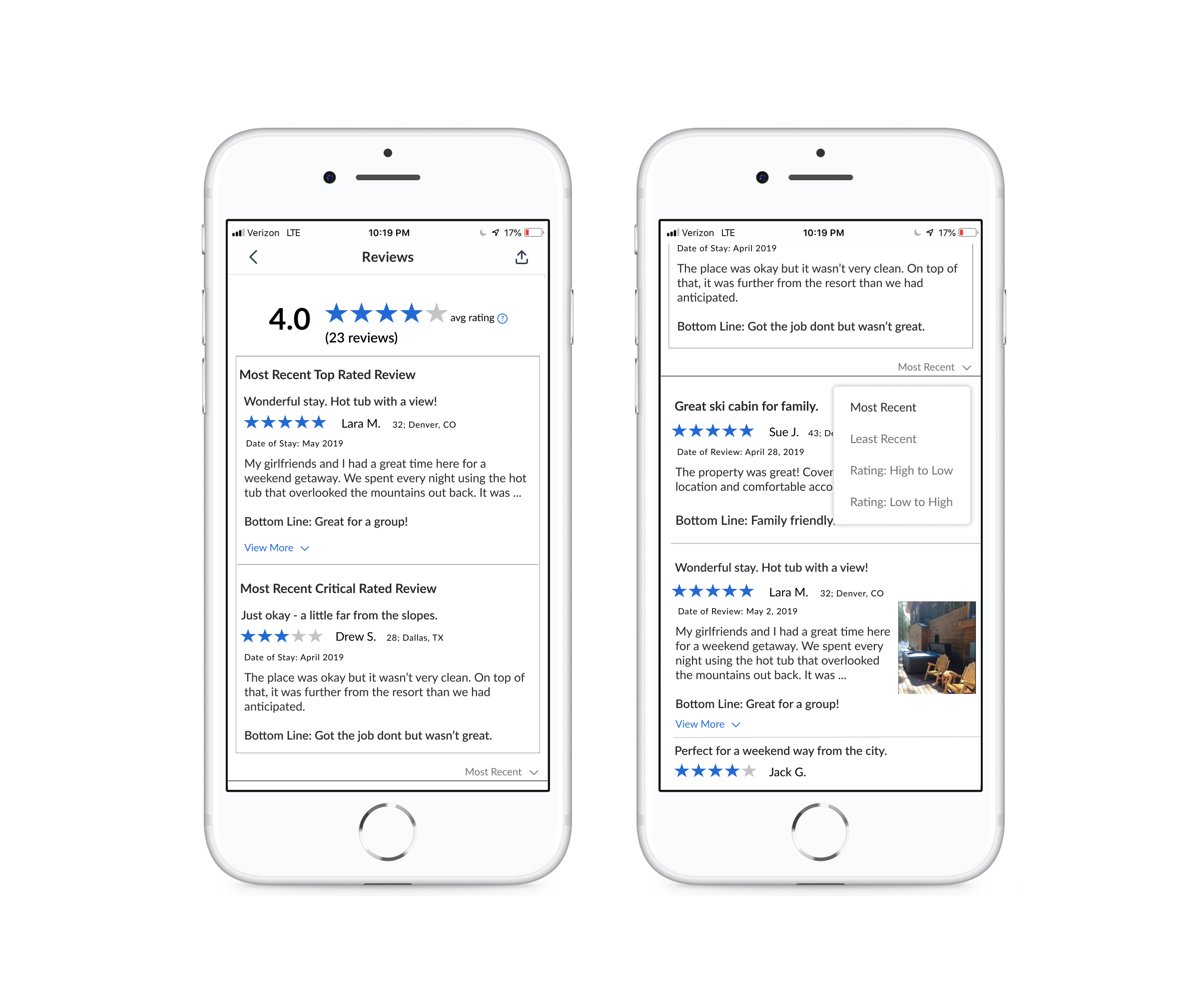 Verizon LTE 10:19 PM 17%
Reviews
4.0 avg rating ?
(23 reviews)
Most Recent Top Rated Review
Wonderful stay. Hot tub with a view!
Lara M. 32; Denver, CO
Date of Stay: May 2019
My girlfriends and I had a great time here for a
weekend getaway. We spent every night using the hot
tub that overlooked the mountains out back. It was ...
Bottom Line: Great for a group!
View More
Most Recent Critical Rated Review
Just okay - a little far from the slopes.
Drew S. 28; Dallas, TX
Date of Stay: April 2019
The place was okay but it wasn't very clean. On top of
that, it was further from the resort than we had
anticipated.
Bottom Line: Got the job dont but wasn't great.
Most Recent
Verizon LTE 10:19 PM 17%
Date of Stay: April 2019
The place was okay but it wasn't very clean. On top of
that, it was further from the resort than we had
anticipated.
Bottom Line: Got the job dont but wasn't great.
Most Recent
Most Recent
Least Recent
Rating: High to Low
Rating: Low to High
Great ski cabin for family.
Sue J. 43;
Date of Review: April 28, 2019
The property was great!
location and comfortable
Bottom Line: Family friendly.
Wonderful stay. Hot tub with a view!
Lara M. 32; Denver, CO
Date of Review: May 2, 2019
My girlfriends and I had a great time here
for a weekend getaway. We spent every
night using the hot tub that overlooked
the mountains out back. It was ...
Bottom Line: Great for a group!
View More
Perfect for a weekend way from the city.
Jack G.